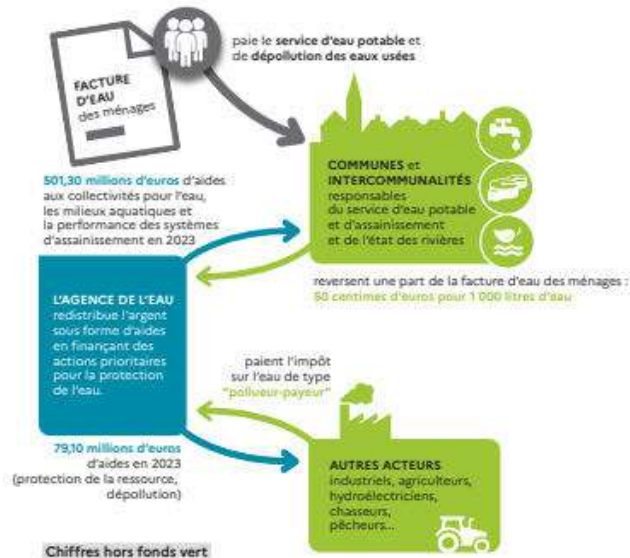 FACTURE
D'EAU
des ménages
paie le service d'eau potable et
de dépollution des eaux usées
501,30 millions d'euros d'aides
aux collectivités pour l'eau,
les milieux aquatiques et
la performance des systèmes
d'assainissement en 2023
COMMUNES et
INTERCOMMUNALITÉS
responsables
du service d'eau potable
et d'assainissement
et de l'état des rivières
reversent une part de la facture d'eau des ménages :
50 centimes d'euros pour 1 000 litres d'eau
L'AGENCE DE L'EAU
redistribue l'argent
sous forme d'aides
en finançant des
actions prioritaires
pour la protection
de l'eau.
paient l'impôt
sur l'eau de type
"pollueur-payeur"
79,10 millions d'euros
d'aides en 2023
(protection de la ressource,
dépollution)
AUTRES ACTEURS
industriels, agriculteurs,
hydroélectriciens,
chasseurs,
pêcheurs...
Chiffres hors fonds vert